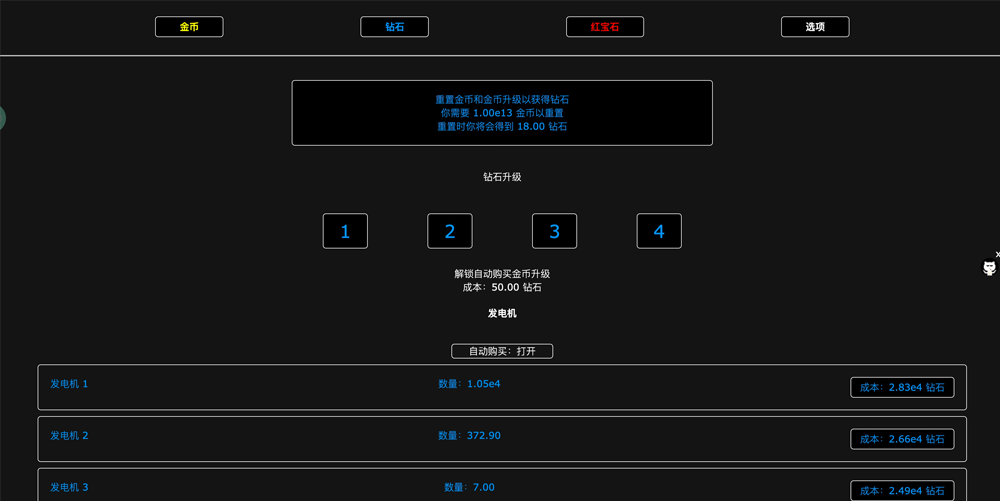 金币
钻石
红宝石
选项
重置金币和金币升级以获得钻石
你需要 1.00e13 金币以重置
重置时你将会得到 18.00 钻石
钻石升级
1
2
3
4
解锁自动购买金币升级
成本：50.00 钻石
发电机
自动购买：打开
发电机 1
数量：1.05e4
成本：2.83e4 钻石
发电机 2
数量：372.90
成本：2.66e4 钻石
发电机 3
数量：7.00
成本：2.49e4 钻石
x